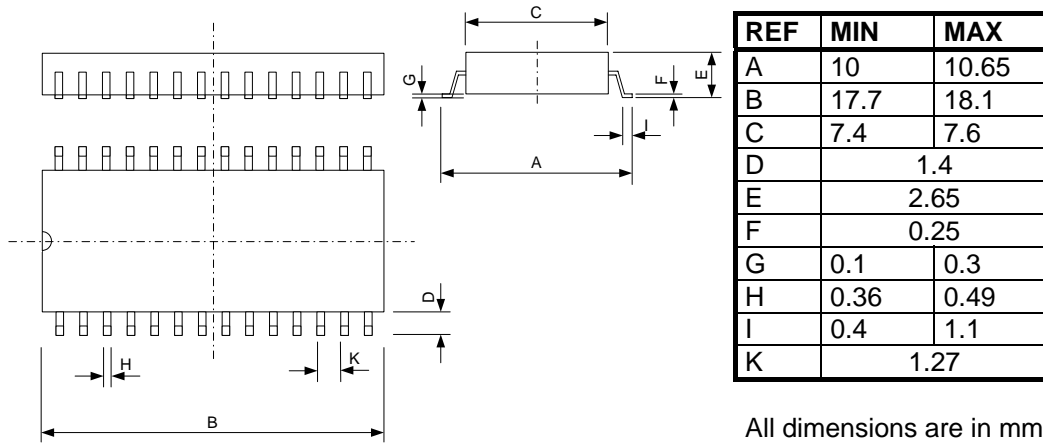 C
G
F
E
I
A
D
H
K
B
REF MIN MAX
A 10 10.65
B 17.7 18.1
C 7.4 7.6
D 1.4
E 2.65
F 0.25
G 0.1 0.3
H 0.36 0.49
I 0.4 1.1
K 1.27
All dimensions are in mm